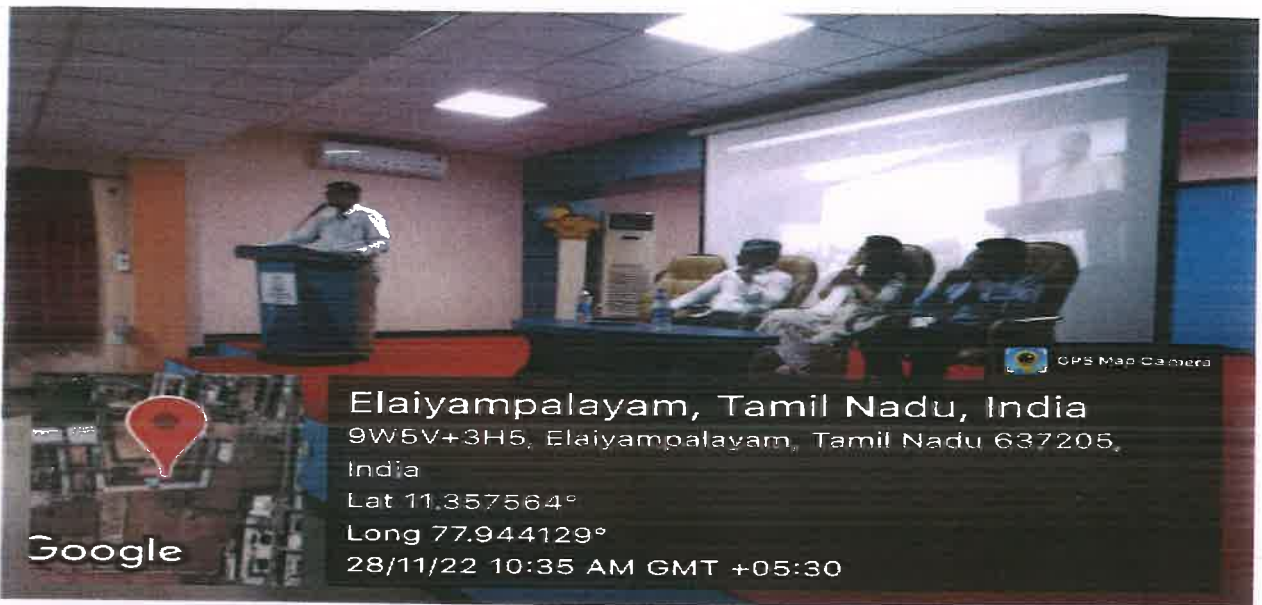 GPS Map Camera
Elaiyampalayam, Tamil Nadu, India
9W5V+3H5, Elaiyampalayam, Tamil Nadu 637205,
India
Lat 11.357564°
Long 77.944129°
28/11/22 10:35 AM GMT +05:30
Google